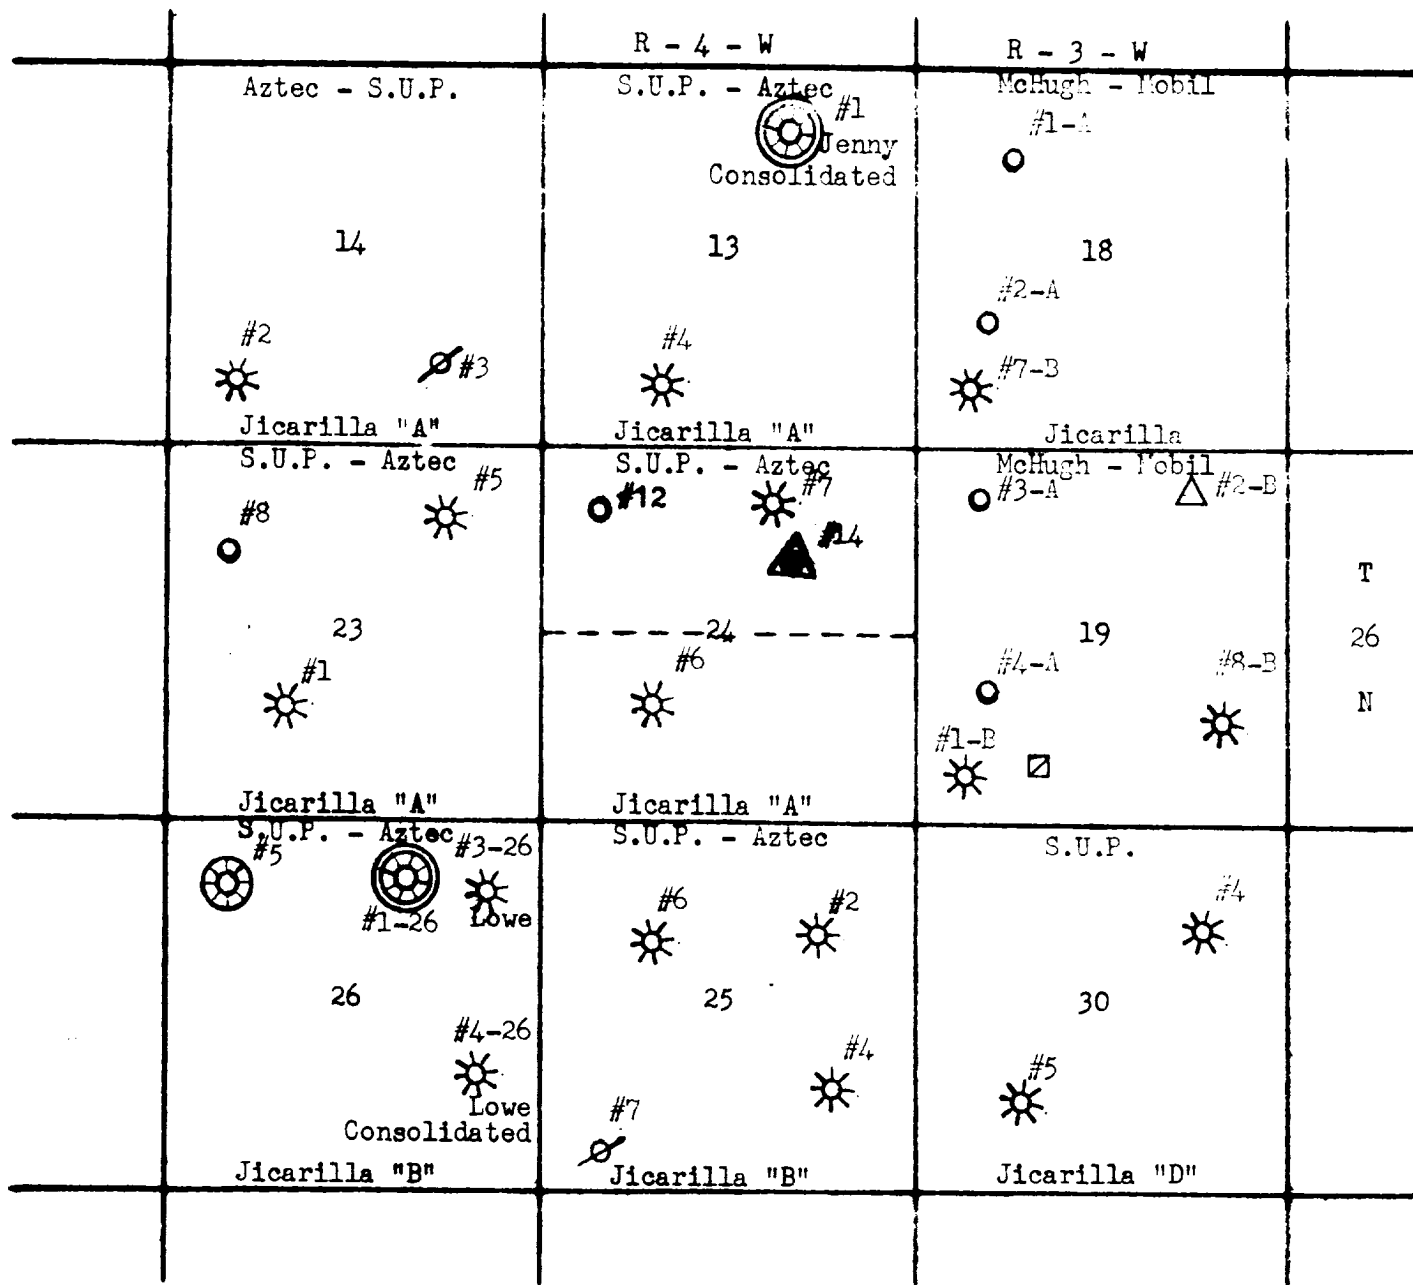 R - 4 - W
R - 3 - W
Aztec - S.U.P.
S.U.P. - Aztec
McHugh - Mobil
#1
Jenny
Consolidated
#1-A
14
13
18
#2-A
#2
#3
#4
#7-B
Jicarilla "A"
Jicarilla "A"
Jicarilla
S.U.P. - Aztec
S.U.P. - Aztec
McHugh - Mobil
#8
#5
#12
#7
#14
#3-A
#2-B
T
26
N
23
24
19
#1
#6
#4-A
#8-B
#1-B
Jicarilla "A"
Jicarilla "A"
S.U.P. - Aztec
S.U.P. - Aztec
S.U.P.
#5
#1-26
#3-26
Lowe
#6
#2
#4
26
25
30
#4-26
Lowe
Consolidated
#7
#4
#5
Jicarilla "B"
Jicarilla "B"
Jicarilla "D"